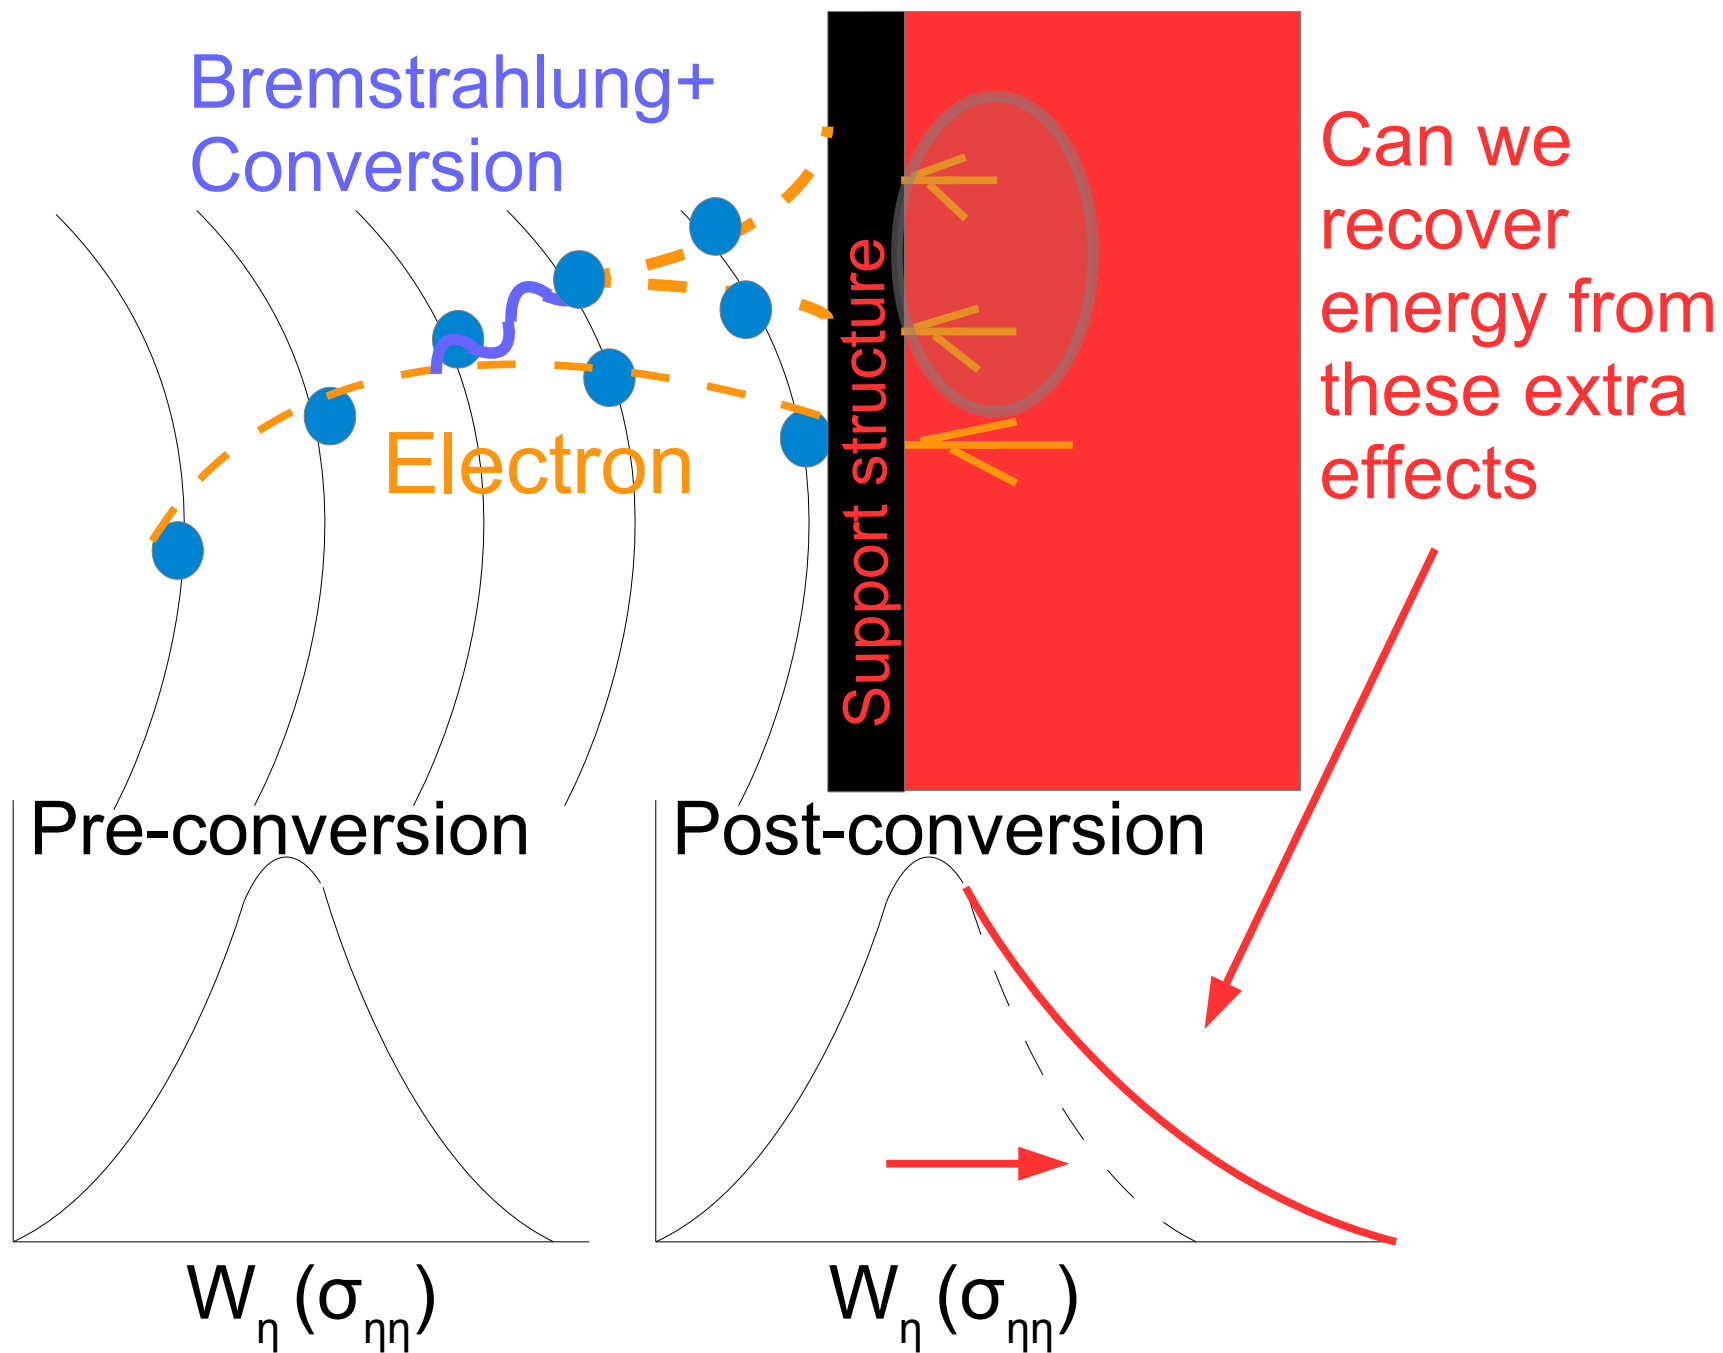 Bremstrahlung+
Conversion
Electron
Support structure
Can we
recover
energy from
these extra
effects
Pre-conversion
Post-conversion
Wη (σηη)
Wη (σηη)